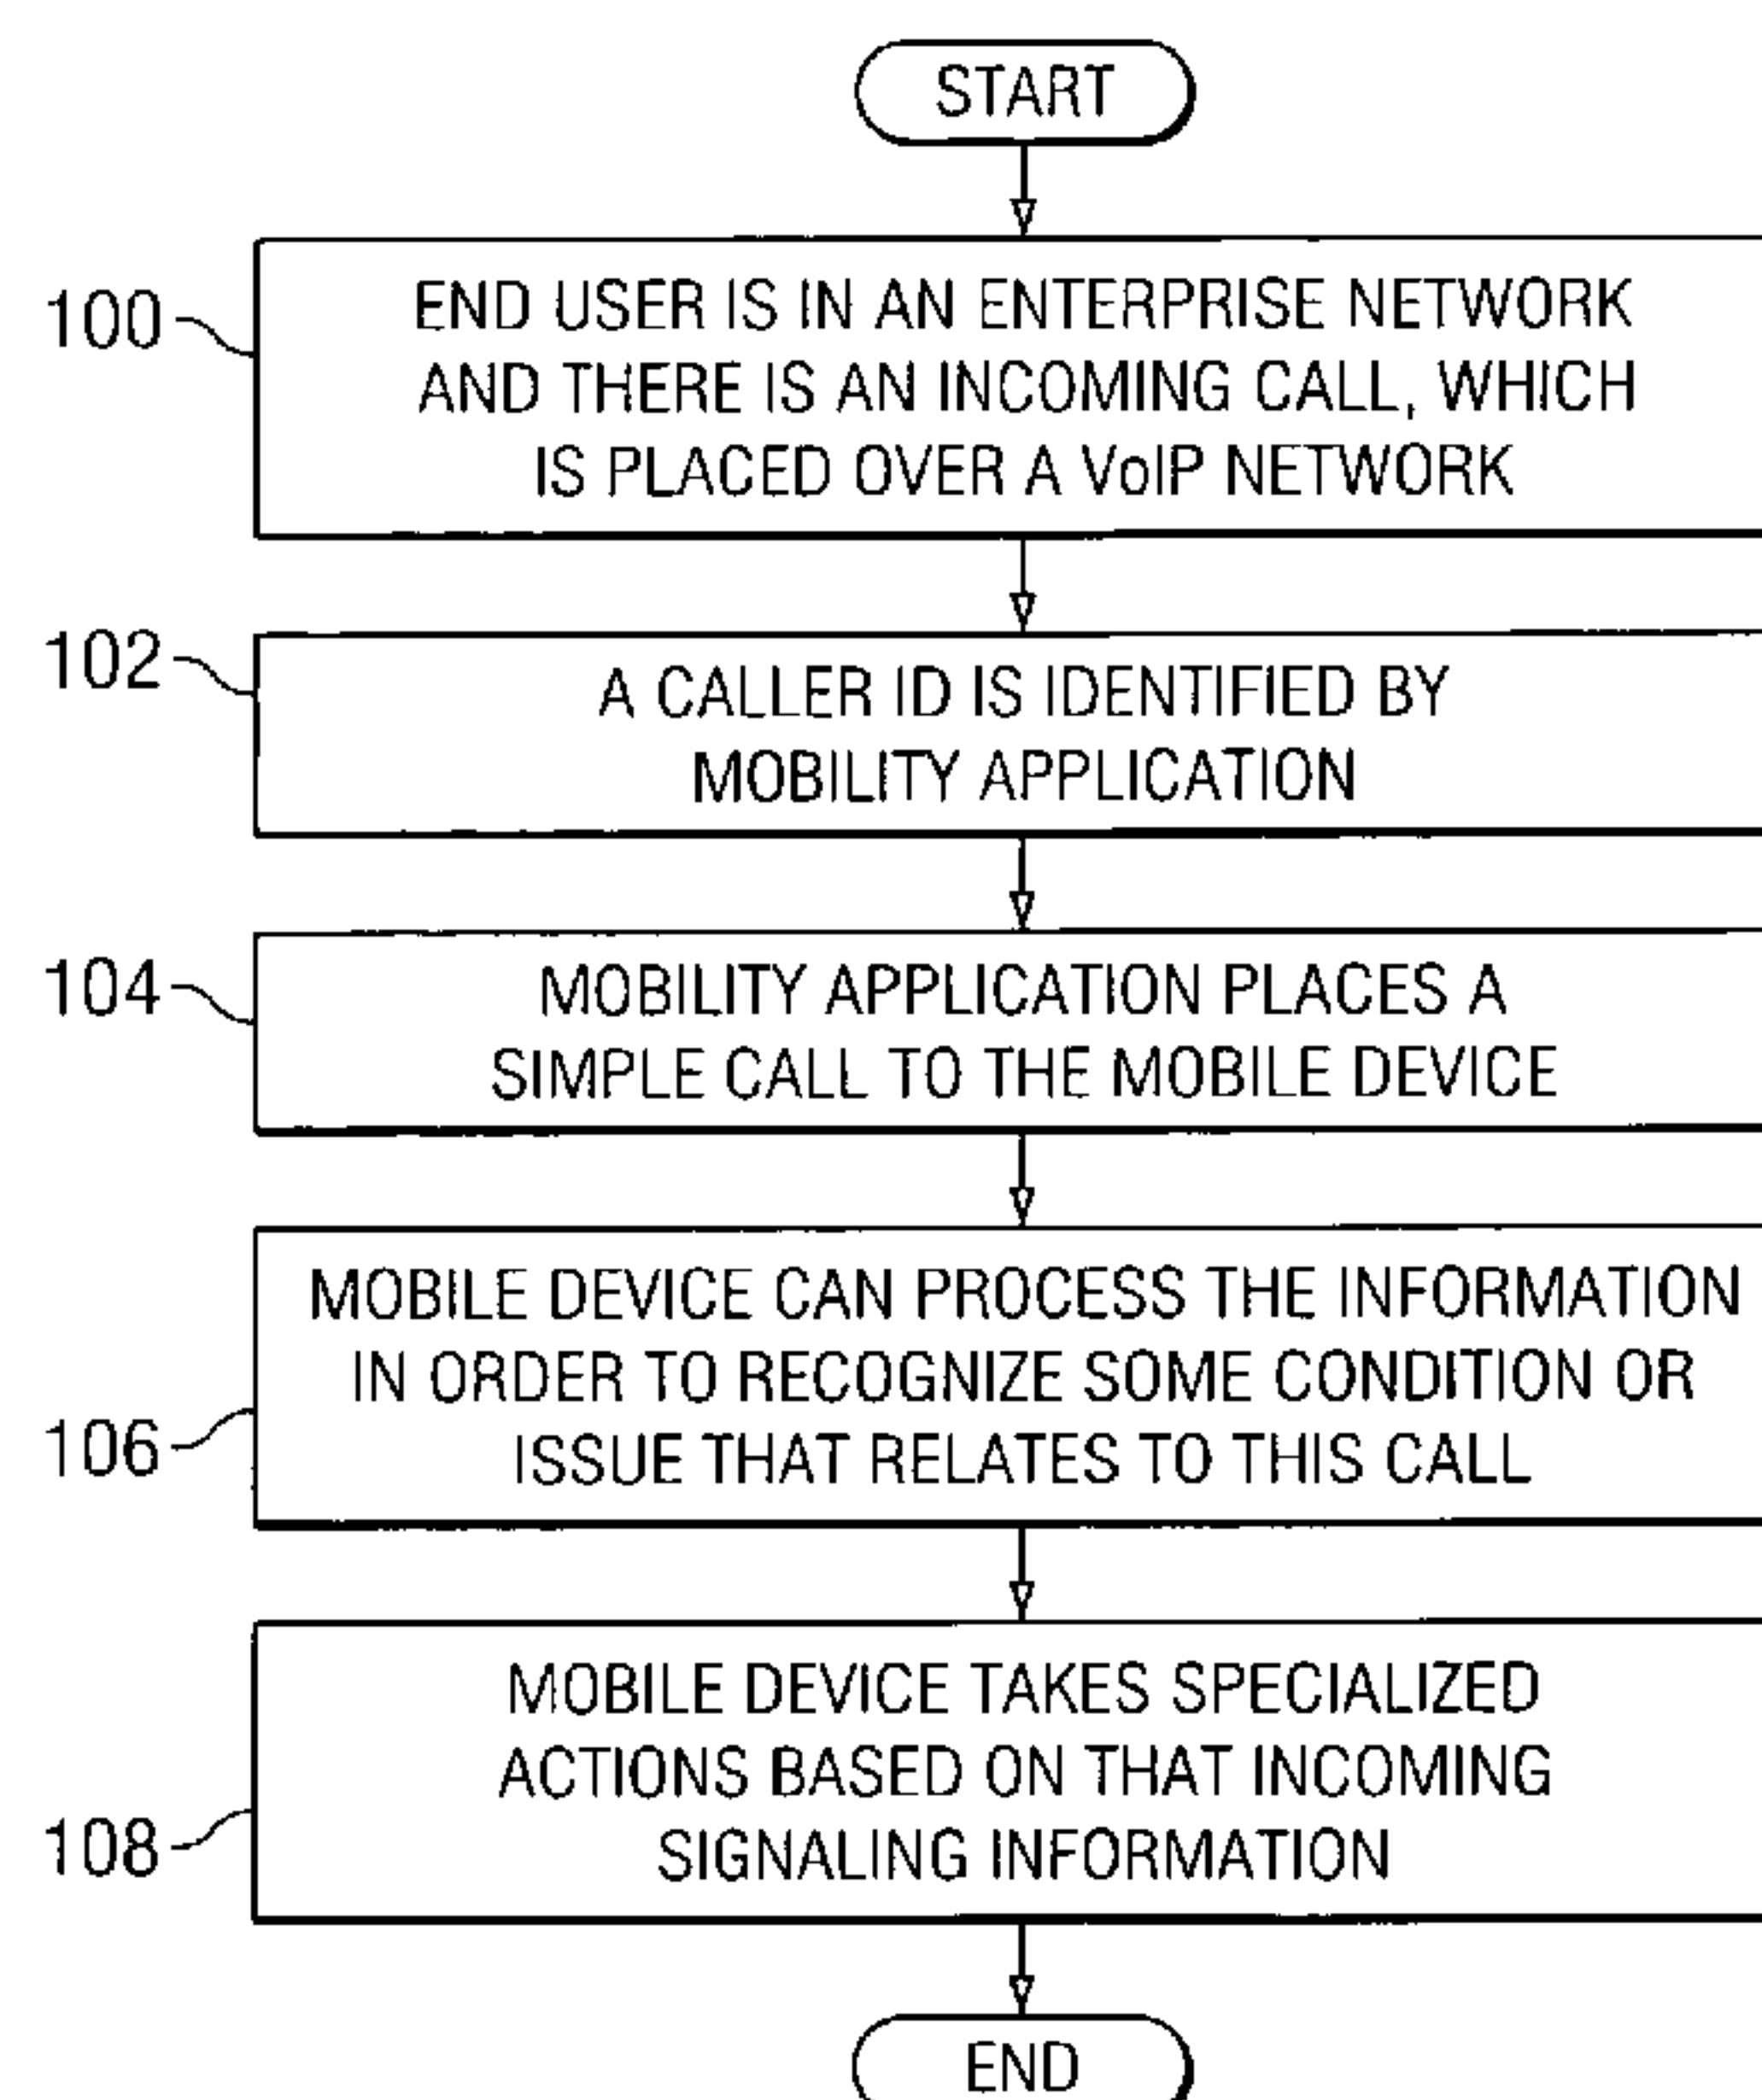 START
100
END USER IS IN AN ENTERPRISE NETWORK
AND THERE IS AN INCOMING CALL, WHICH
IS PLACED OVER A VoIP NETWORK
102
A CALLER ID IS IDENTIFIED BY
MOBILITY APPLICATION
104
MOBILITY APPLICATION PLACES A
SIMPLE CALL TO THE MOBILE DEVICE
106
MOBILE DEVICE CAN PROCESS THE INFORMATION
IN ORDER TO RECOGNIZE SOME CONDITION OR
ISSUE THAT RELATES TO THIS CALL
108
MOBILE DEVICE TAKES SPECIALIZED
ACTIONS BASED ON THAT INCOMING
SIGNALING INFORMATION
END